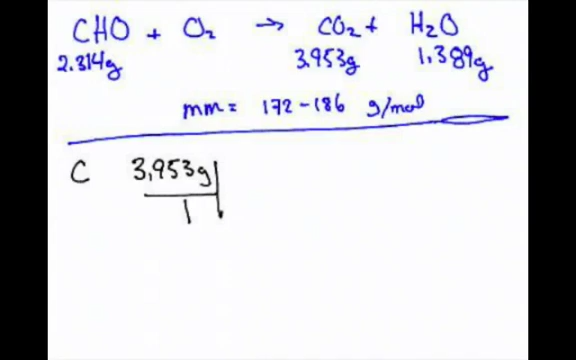 CHO + O₂ → CO₂ + H₂O
2.314g 3.953g 1.389g
mm = 172-186 g/mol
C 3.953g
1